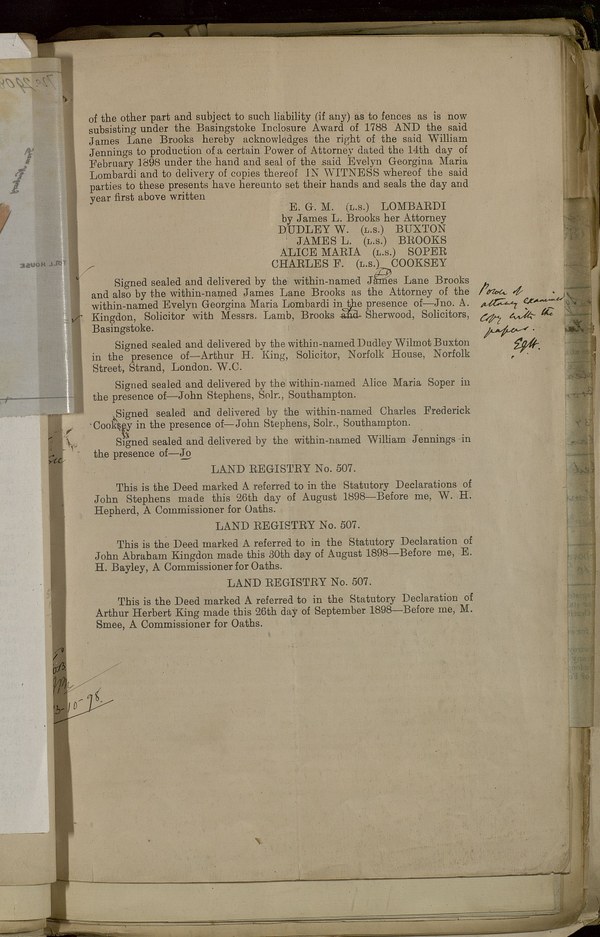 of the other part and subject to such liability (if any) as to fences as is now
subsisting under the Basingstoke Inclosure Award of 1788 AND the said
James Lane Brooks hereby acknowledges the right of the said William
Jennings to production of a certain Power of Attorney dated the 14th day of
February 1898 under the hand and seal of the said Evelyn Georgina Maria
Lombardi and to delivery of copies thereof IN WITNESS whereof the said
parties to these presents have hereunto set their hands and seals the day and
year first above written
E. G. M. (L.S.) LOMBARDI
by James L. Brooks her Attorney
DUDLEY W. (L.S.) BUXTON
JAMES L. (L.S.) BROOKS
ALICE MARIA (L.S.) SOPER
CHARLES F. (L.S.) COOKSEY
Signed sealed and delivered by the within-named James Lane Brooks
and also by the within-named James Lane Brooks as the Attorney of the
within-named Evelyn Georgina Maria Lombardi in the presence of—Jno. A.
Kingdon, Solicitor with Messrs. Lamb, Brooks and Sherwood, Solicitors,
Basingstoke.
Power of
attorney examined
Copy with the
papers.
Signed sealed and delivered by the within-named Dudley Wilmot Buxton
in the presence of—Arthur H. King, Solicitor, Norfolk House, Norfolk
Street, Strand, London. W.C.
Signed sealed and delivered by the within-named Alice Maria Soper in
the presence of—John Stephens, Solr., Southampton.
Signed sealed and delivered by the within-named Charles Frederick
Cooksey in the presence of—John Stephens, Solr., Southampton.
Signed sealed and delivered by the within-named William Jennings in
the presence of—Jo
LAND REGISTRY No. 507.
This is the Deed marked A referred to in the Statutory Declarations of
John Stephens made this 26th day of August 1898—Before me, W. H.
Hepherd, A Commissioner for Oaths.
LAND REGISTRY No. 507.
This is the Deed marked A referred to in the Statutory Declaration of
John Abraham Kingdon made this 30th day of August 1898—Before me, E.
H. Bayley, A Commissioner for Oaths.
LAND REGISTRY No. 507.
This is the Deed marked A referred to in the Statutory Declaration of
Arthur Herbert King made this 26th day of September 1898—Before me, M.
Smee, A Commissioner for Oaths.
3-10-98.